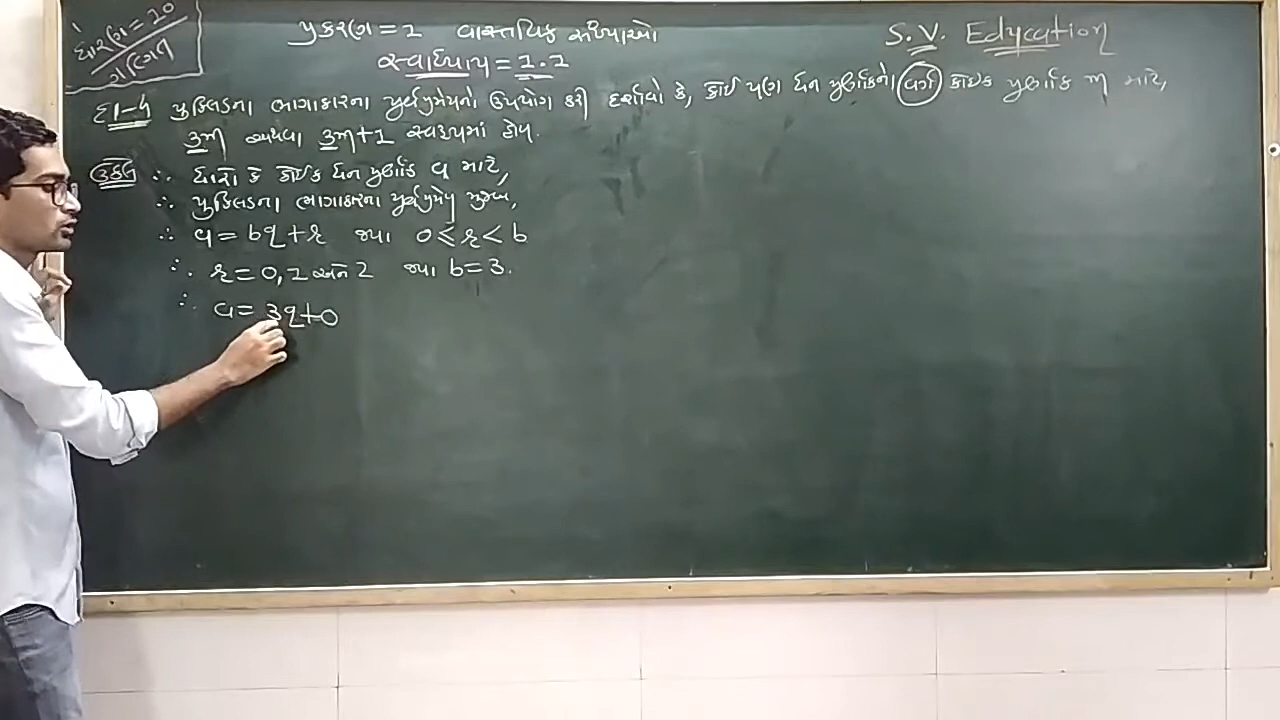 ધોરણ = 10
ગણિત
પ્રકરણ = 1 વાસ્તવિક સંખ્યાઓ
સ્વાધ્યાય = 1.1
S.V. Education
દા-4 યુક્લિડના ભાગાકારના પૂર્વપ્રમેયનો ઉપયોગ કરી દર્શાવો કે, કોઈ પણ ધન પૂર્ણાંકનો વર્ગ કોઈક પૂર્ણાંક m માટે,
3m અથવા 3m+1 સ્વરૂપમાં હોય.
ઉકેલ ∴ ધારો કે કોઈક ધન પૂર્ણાંક a માટે,
∴ યુક્લિડના ભાગાકારના પૂર્વપ્રમેય મુજબ,
∴ a = bq + r જ્યાં 0 ≤ r < b
∴ r = 0, 1 અને 2 જ્યાં b = 3.
∴ a = 3q+0